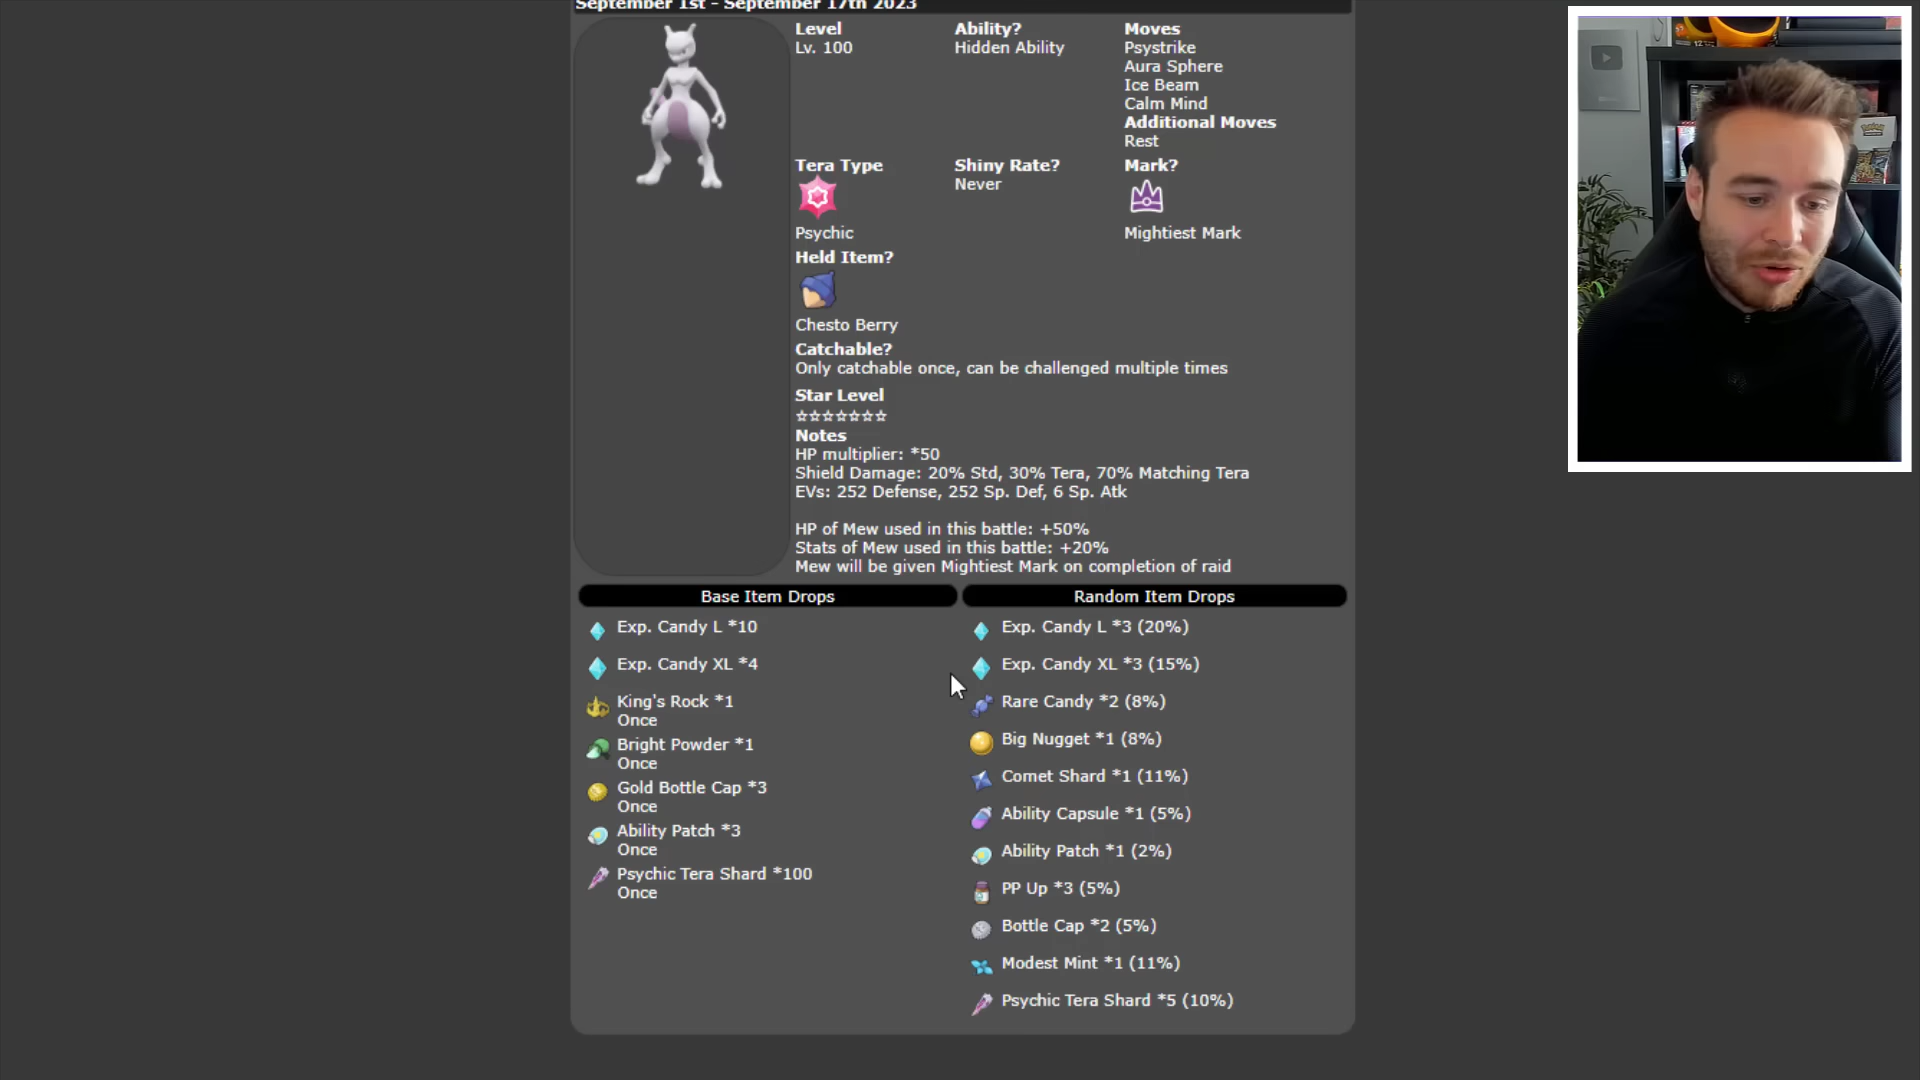 September 1st - September 17th 2023
Level
Lv. 100
Ability?
Hidden Ability
Moves
Psystrike
Aura Sphere
Ice Beam
Calm Mind
Additional Moves
Rest
Tera Type
Psychic
Shiny Rate?
Never
Mark?
Mightiest Mark
Held Item?
Chesto Berry
Catchable?
Only catchable once, can be challenged multiple times
Star Level
☆☆☆☆☆☆☆
Notes
HP multiplier: *50
Shield Damage: 20% Std, 30% Tera, 70% Matching Tera
EVs: 252 Defense, 252 Sp. Def, 6 Sp. Atk
HP of Mew used in this battle: +50%
Stats of Mew used in this battle: +20%
Mew will be given Mightiest Mark on completion of raid
Base Item Drops
Exp. Candy L *10
Exp. Candy XL *4
King's Rock *1
Once
Bright Powder *1
Once
Gold Bottle Cap *3
Once
Ability Patch *3
Once
Psychic Tera Shard *100
Once
Random Item Drops
Exp. Candy L *3 (20%)
Exp. Candy XL *3 (15%)
Rare Candy *2 (8%)
Big Nugget *1 (8%)
Comet Shard *1 (11%)
Ability Capsule *1 (5%)
Ability Patch *1 (2%)
PP Up *3 (5%)
Bottle Cap *2 (5%)
Modest Mint *1 (11%)
Psychic Tera Shard *5 (10%)